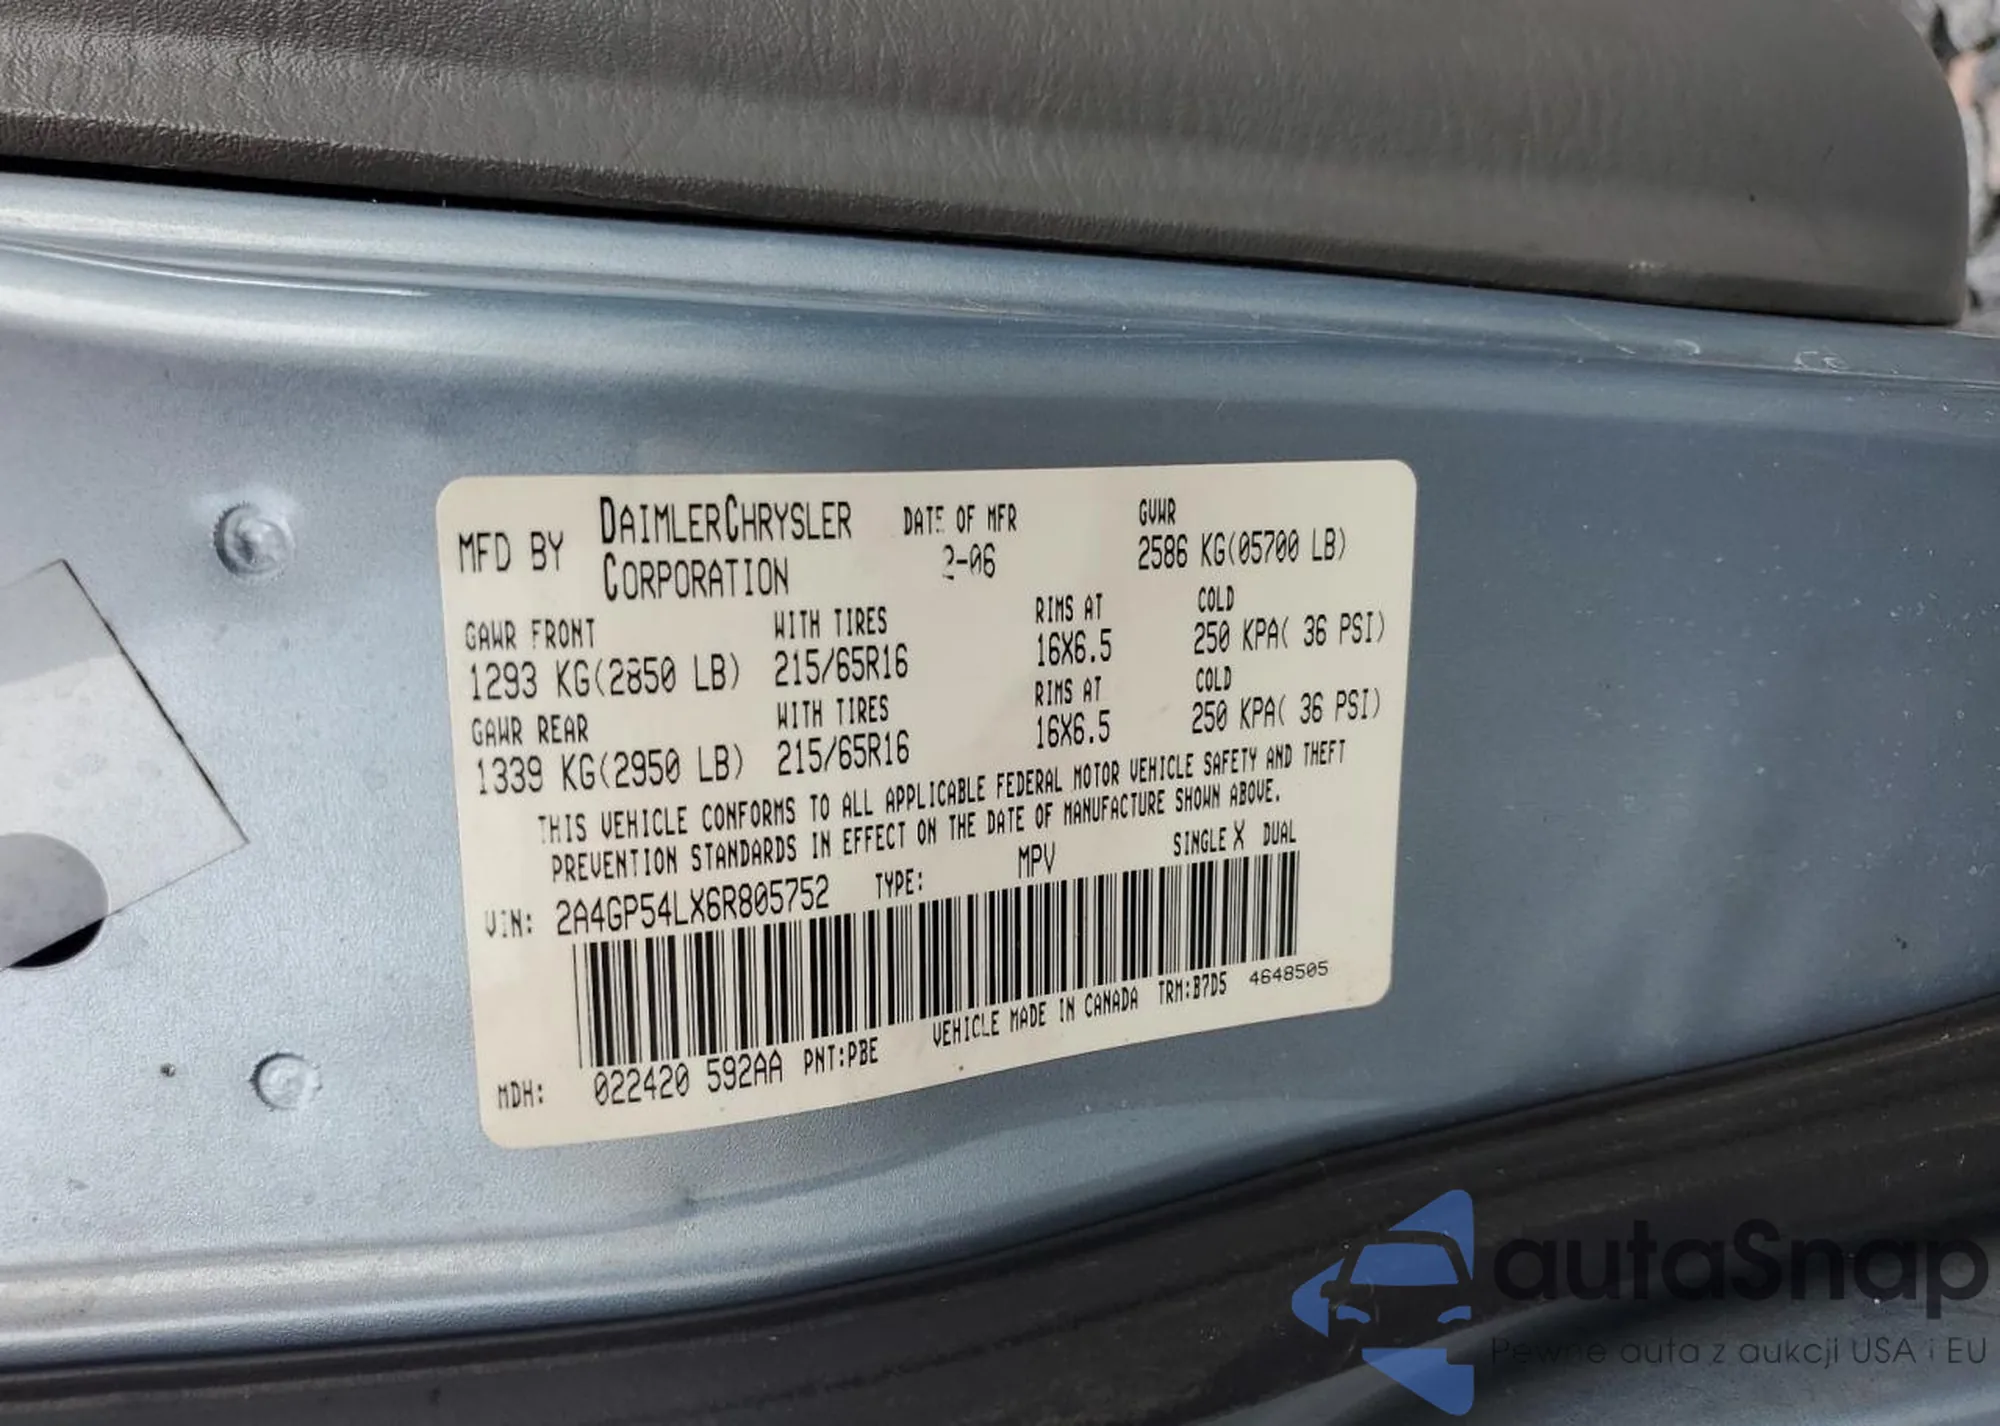 MFD BY DAIMLERCHRYSLER CORPORATION
DATE OF MFR
2-06
GVWR
2586 KG(05700 LB)
GAWR FRONT
1293 KG(2850 LB)
WITH TIRES
215/65R16
RIMS AT
16X6.5
COLD
250 KPA( 36 PSI)
GAWR REAR
1339 KG(2950 LB)
WITH TIRES
215/65R16
RIMS AT
16X6.5
COLD
250 KPA( 36 PSI)
THIS VEHICLE CONFORMS TO ALL APPLICABLE FEDERAL MOTOR VEHICLE SAFETY AND THEFT
PREVENTION STANDARDS IN EFFECT ON THE DATE OF MANUFACTURE SHOWN ABOVE.
VIN: 2A4GP54LX6R805752 TYPE: MPV SINGLE X DUAL
MDH: 022420 592AA PNT:PBE VEHICLE MADE IN CANADA TRM:B7D5 4648505
autaSnap
Pewne auta z aukcji USA i EU